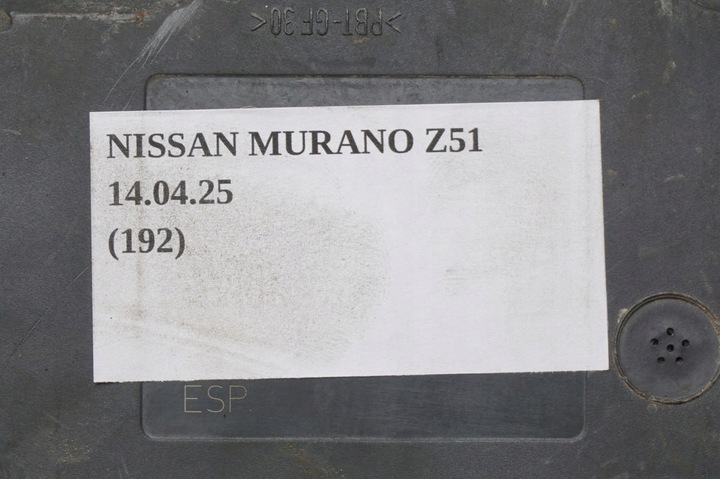 >PBT-GF30<
NISSAN MURANO Z51
14.04.25
(192)
ESP